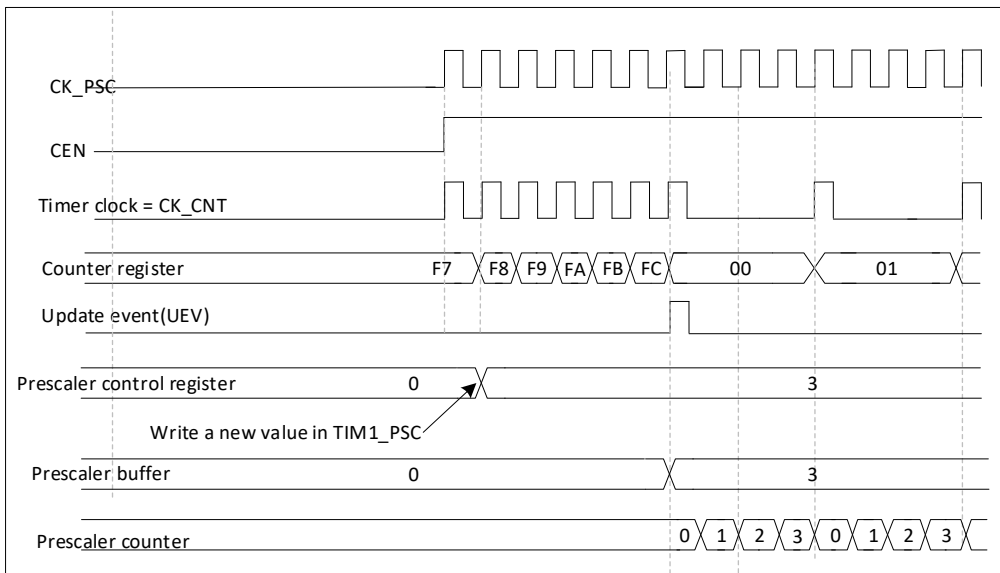 CK_PSC
CEN
Timer clock = CK_CNT
Counter register F7 F8 F9 FA FB FC 00 01
Update event(UEV)
Prescaler control register 0 3
Write a new value in TIM1_PSC
Prescaler buffer 0 3
Prescaler counter 0 1 2 3 0 1 2 3